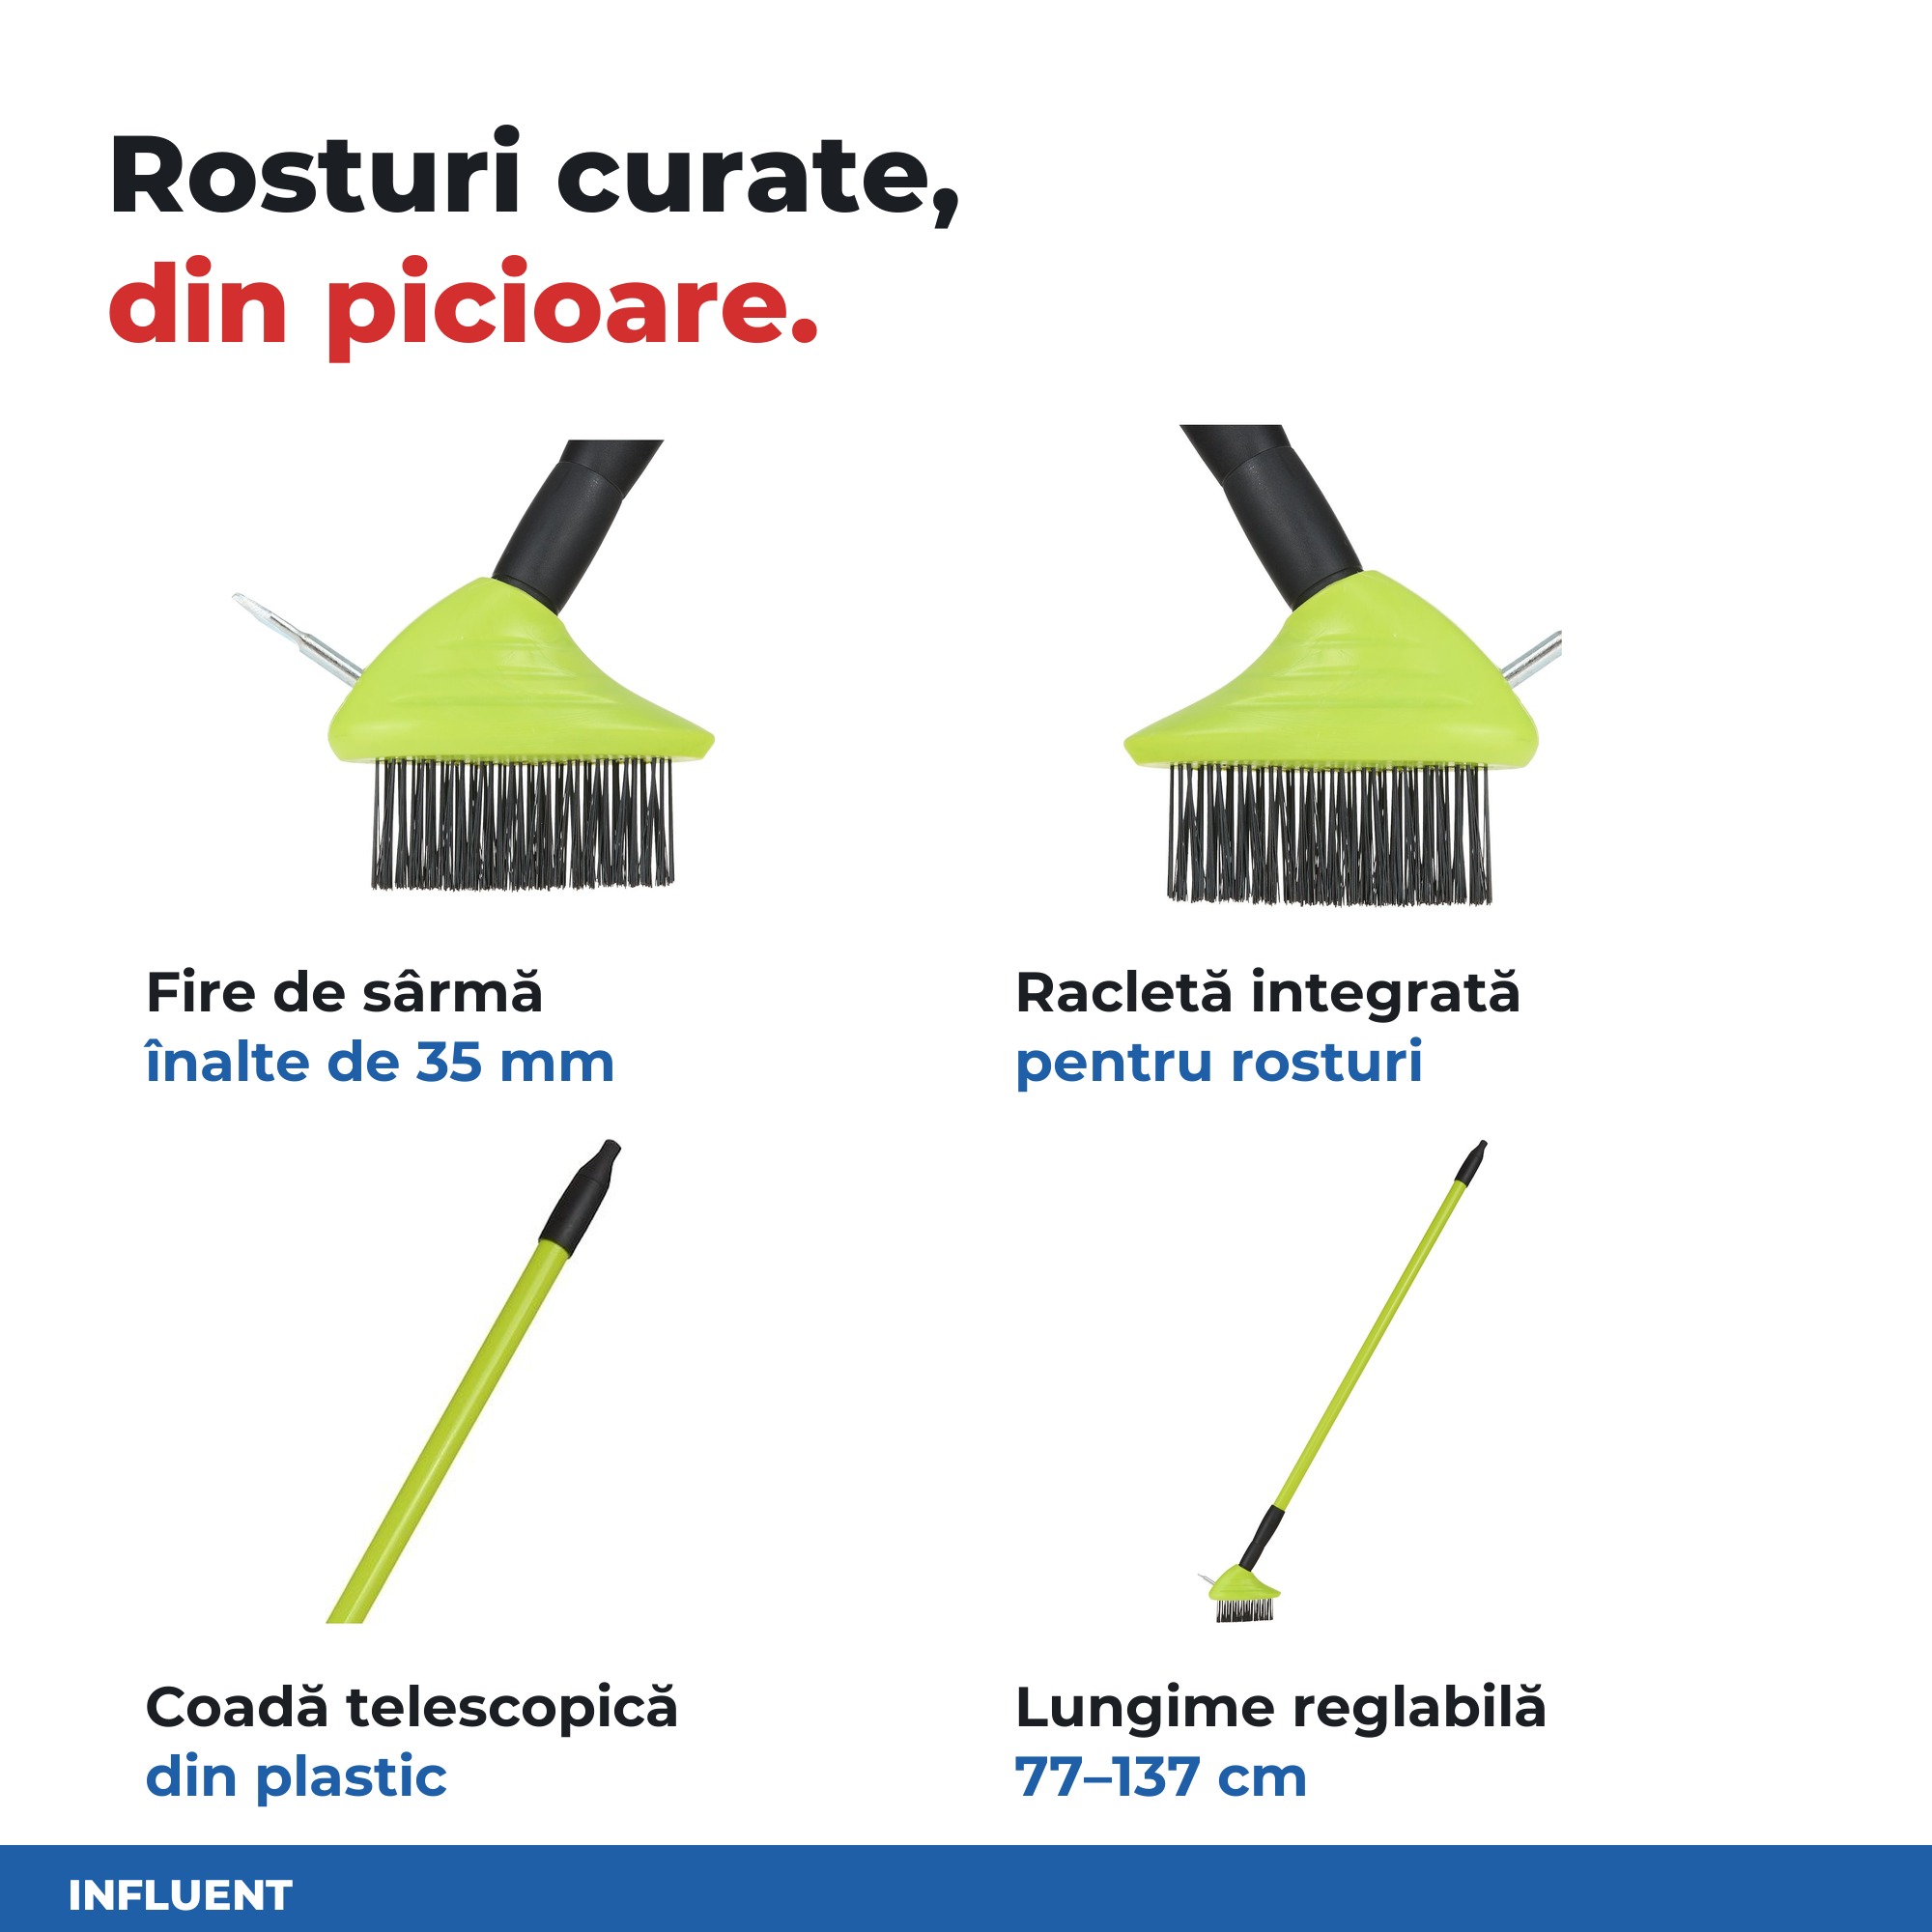 Rosturi curate,
din picioare.
Fire de sârmă
înalte de 35 mm
Racletă integrată
pentru rosturi
Coadă telescopică
din plastic
Lungime reglabilă
77–137 cm
INFLUENT